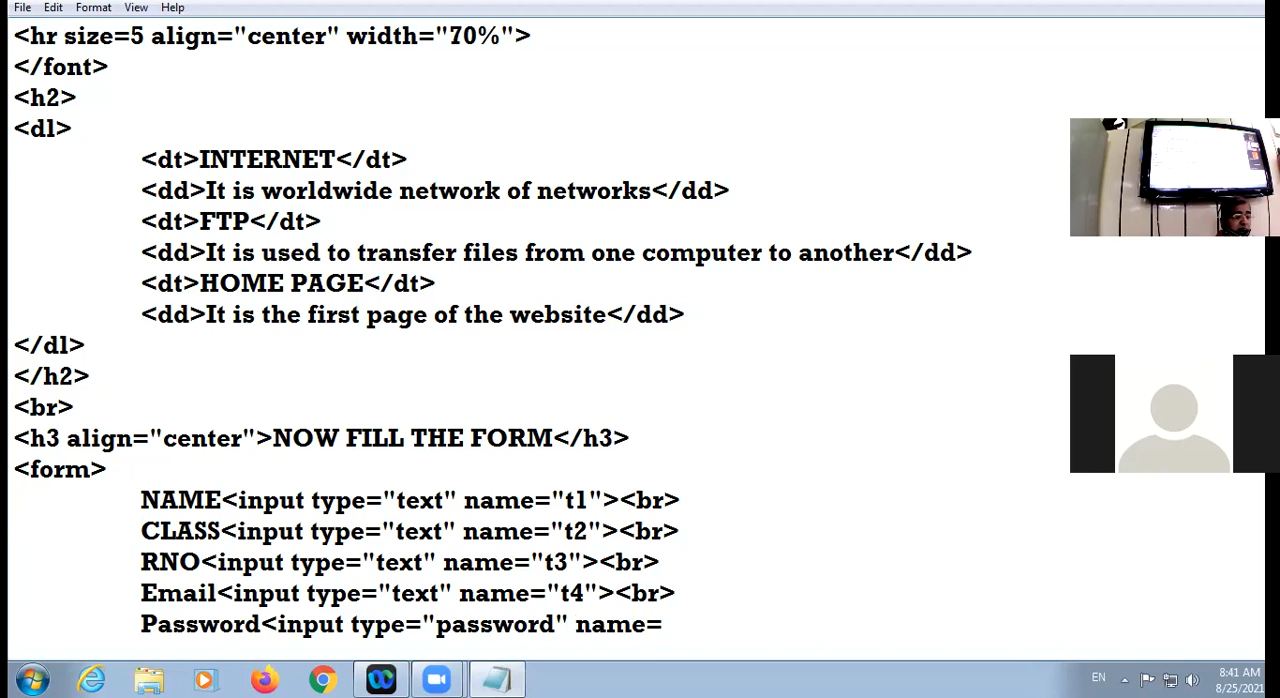 File Edit Format View Help
<hr size=5 align="center" width="70%">
</font>
<h2>
<dl>
<dt>INTERNET</dt>
<dd>It is worldwide network of networks</dd>
<dt>FTP</dt>
<dd>It is used to transfer files from one computer to another</dd>
<dt>HOME PAGE</dt>
<dd>It is the first page of the website</dd>
</dl>
</h2>
<br>
<h3 align="center">NOW FILL THE FORM</h3>
<form>
NAME<input type="text" name="t1"><br>
CLASS<input type="text" name="t2"><br>
RNO<input type="text" name="t3"><br>
Email<input type="text" name="t4"><br>
Password<input type="password" name=
EN
8:41 AM
8/25/2021